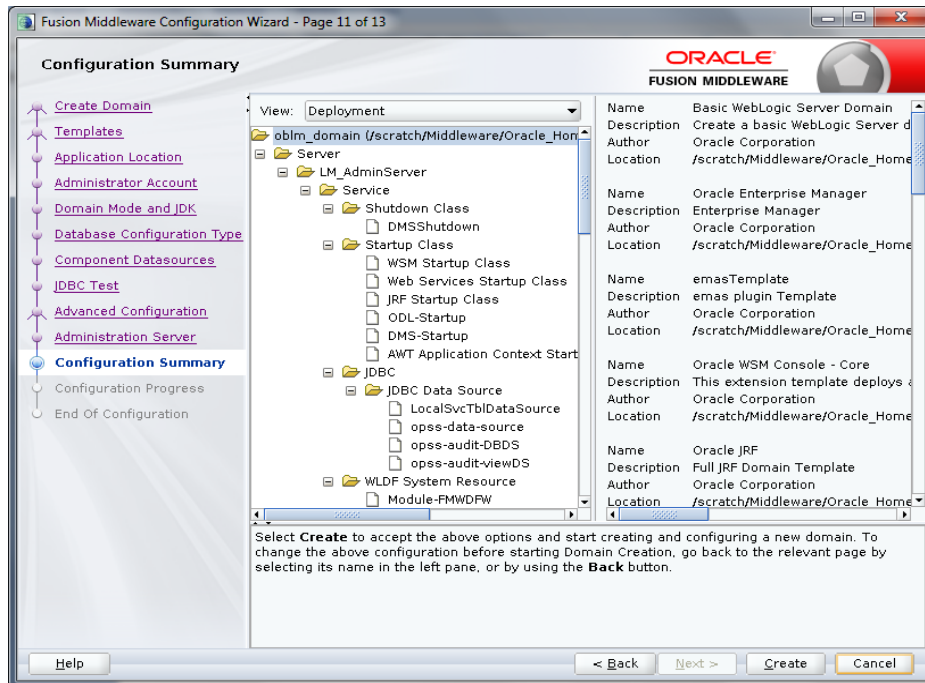 Fusion Middleware Configuration Wizard - Page 11 of 13
Configuration Summary
ORACLE
FUSION MIDDLEWARE
Create Domain
Templates
Application Location
Administrator Account
Domain Mode and JDK
Database Configuration Type
Component Datasources
JDBC Test
Advanced Configuration
Administration Server
Configuration Summary
Configuration Progress
End Of Configuration
View: Deployment
oblm_domain (/scratch/Middleware/Oracle_Hom
Server
LM_AdminServer
Service
Shutdown Class
DMSShutdown
Startup Class
WSM Startup Class
Web Services Startup Class
JRF Startup Class
ODL-Startup
DMS-Startup
AWT Application Context Start
JDBC
JDBC Data Source
LocalSvcTblDataSource
opss-data-source
opss-audit-DBDS
opss-audit-viewDS
WLDF System Resource
Module-FMWDFW
Name Basic WebLogic Server Domain
Description Create a basic WebLogic Server d
Author Oracle Corporation
Location /scratch/Middleware/Oracle_Home
Name Oracle Enterprise Manager
Description Enterprise Manager
Author Oracle Corporation
Location /scratch/Middleware/Oracle_Home
Name emasTemplate
Description emas plugin Template
Author Oracle Corporation
Location /scratch/Middleware/Oracle_Home
Name Oracle WSM Console - Core
Description This extension template deploys a
Author Oracle Corporation
Location /scratch/Middleware/Oracle_Home
Name Oracle JRF
Description Full JRF Domain Template
Author Oracle Corporation
Location /scratch/Middleware/Oracle_Home
Select Create to accept the above options and start creating and configuring a new domain. To
change the above configuration before starting Domain Creation, go back to the relevant page by
selecting its name in the left pane, or by using the Back button.
Help
< Back
Next >
Create
Cancel